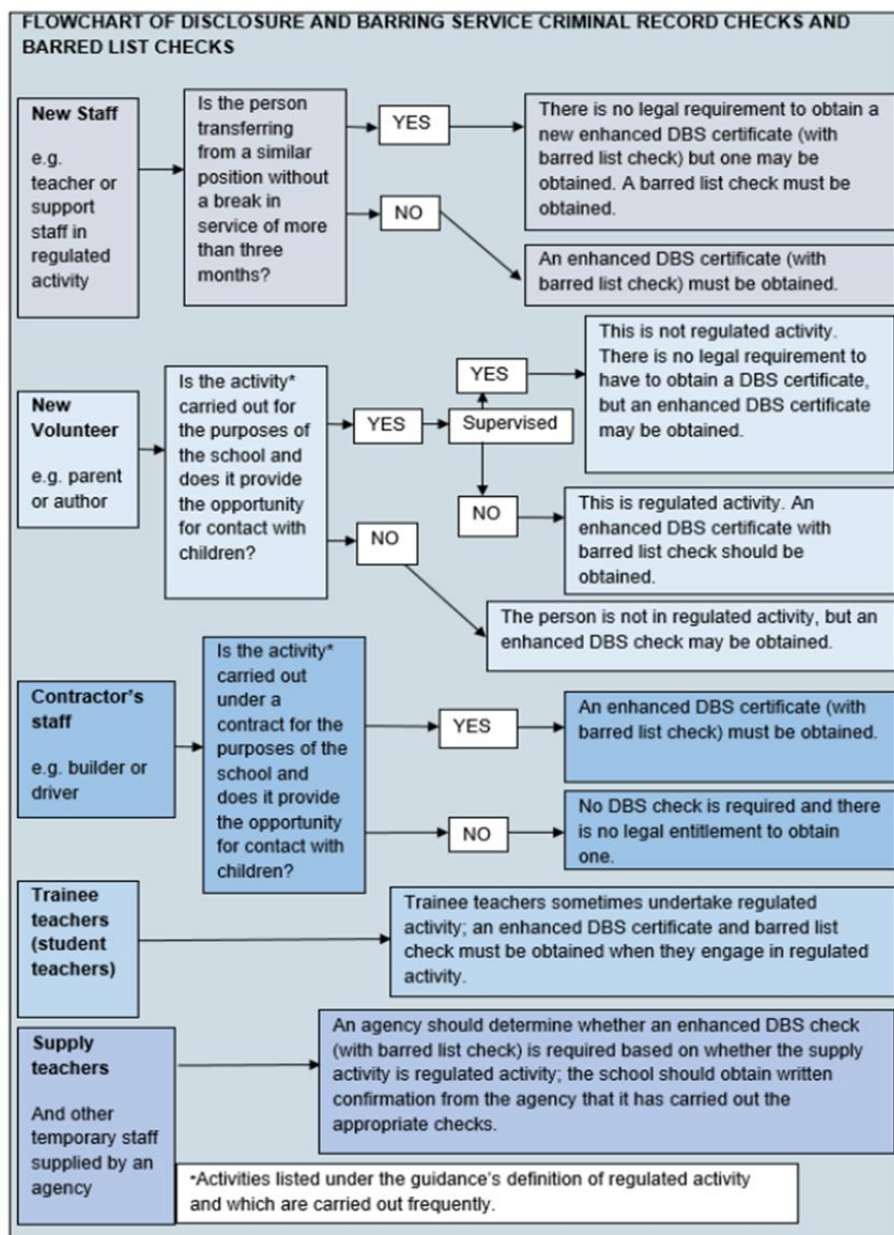 FLOWCHART OF DISCLOSURE AND BARRING SERVICE CRIMINAL RECORD CHECKS AND
BARRED LIST CHECKS
New Staff
e.g.
teacher or
support
staff in
regulated
activity
Is the person
transferring
from a similar
position without
a break in
service of more
than three
months?
YES
There is no legal requirement to obtain a
new enhanced DBS certificate (with
barred list check) but one may be
obtained. A barred list check must be
obtained.
NO
An enhanced DBS certificate (with
barred list check) must be obtained.
New
Volunteer
e.g. parent
or author
Is the activity*
carried out for
the purposes of
the school and
does it provide
the opportunity
for contact with
children?
YES
Supervised
YES
This is not regulated activity.
There is no legal requirement to
have to obtain a DBS certificate,
but an enhanced DBS certificate
may be obtained.
NO
This is regulated activity. An
enhanced DBS certificate with
barred list check should be
obtained.
NO
The person is not in regulated activity, but an
enhanced DBS check may be obtained.
Contractor's
staff
e.g. builder or
driver
Is the activity*
carried out
under a
contract for the
purposes of the
school and
does it provide
the opportunity
for contact with
children?
YES
An enhanced DBS certificate (with
barred list check) must be obtained.
NO
No DBS check is required and there
is no legal entitlement to obtain
one.
Trainee
teachers
(student
teachers)
Trainee teachers sometimes undertake regulated
activity; an enhanced DBS certificate and barred list
check must be obtained when they engage in regulated
activity.
Supply
teachers
And other
temporary staff
supplied by an
agency
An agency should determine whether an enhanced DBS check
(with barred list check) is required based on whether the supply
activity is regulated activity; the school should obtain written
confirmation from the agency that it has carried out the
appropriate checks.
*Activities listed under the guidance's definition of regulated activity
and which are carried out frequently.